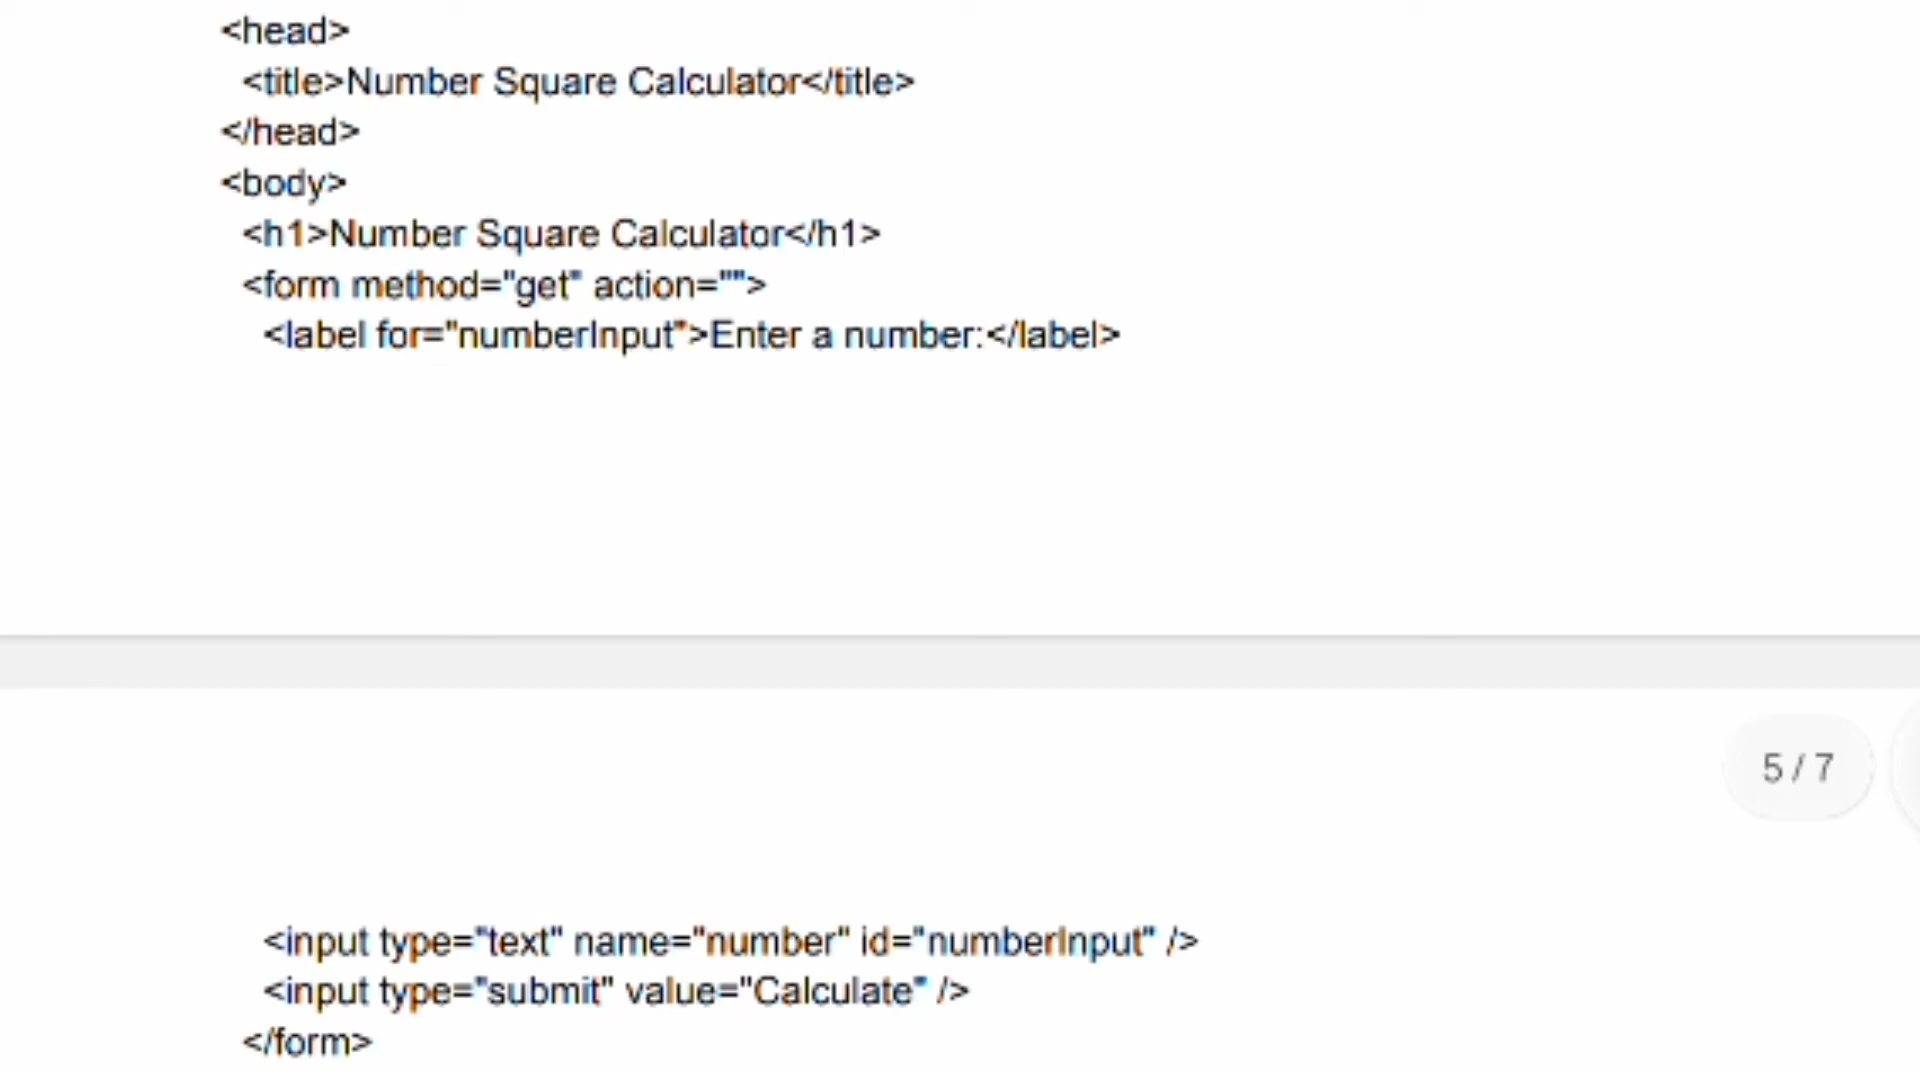 <head>
<title>Number Square Calculator</title>
</head>
<body>
<h1>Number Square Calculator</h1>
<form method="get" action="">
<label for="numberInput">Enter a number:</label>
5 / 7
<input type="text" name="number" id="numberInput" />
<input type="submit" value="Calculate" />
</form>